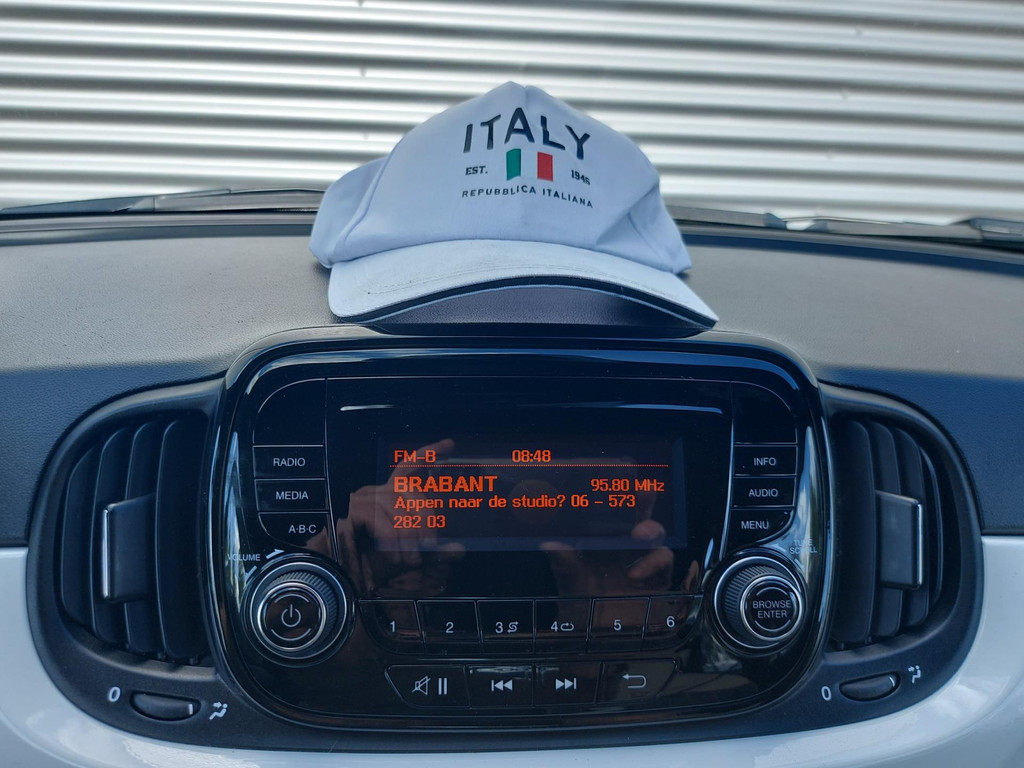 ITALY
EST. 1946
REPUBBLICA ITALIANA
FM-B 08:48
BRABANT 95.80 MHz
Appen naar de studio? 06 - 573
282 03
RADIO
MEDIA
A·B·C
VOLUME
INFO
AUDIO
MENU
SCROLL
BROWSE
ENTER
1 2 3 4 5 6
0
0